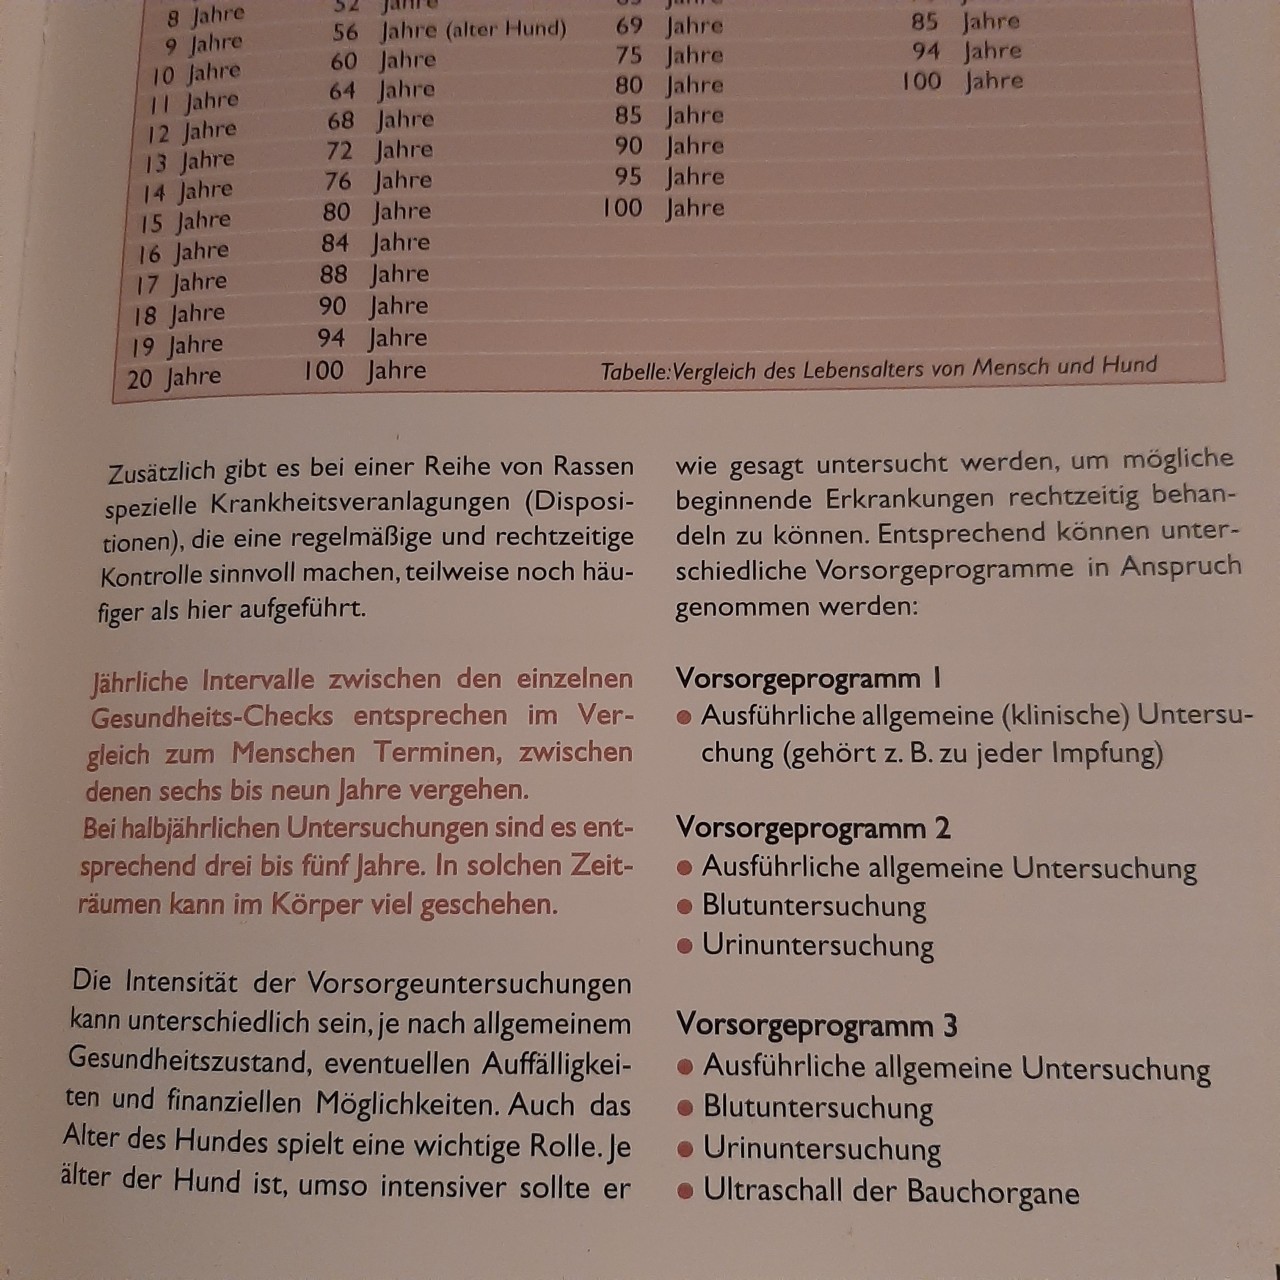 8 Jahre 52 Jahre Jahre
9 Jahre 56 Jahre (alter Hund) 69 Jahre 85 Jahre
10 Jahre 60 Jahre 75 Jahre 94 Jahre
11 Jahre 64 Jahre 80 Jahre 100 Jahre
12 Jahre 68 Jahre 85 Jahre
13 Jahre 72 Jahre 90 Jahre
14 Jahre 76 Jahre 95 Jahre
15 Jahre 80 Jahre 100 Jahre
16 Jahre 84 Jahre
17 Jahre 88 Jahre
18 Jahre 90 Jahre
19 Jahre 94 Jahre
20 Jahre 100 Jahre
Tabelle:Vergleich des Lebensalters von Mensch und Hund
Zusätzlich gibt es bei einer Reihe von Rassen
spezielle Krankheitsveranlagungen (Disposi-
tionen), die eine regelmäßige und rechtzeitige
Kontrolle sinnvoll machen, teilweise noch häu-
figer als hier aufgeführt.
Jährliche Intervalle zwischen den einzelnen
Gesundheits-Checks entsprechen im Ver-
gleich zum Menschen Terminen, zwischen
denen sechs bis neun Jahre vergehen.
Bei halbjährlichen Untersuchungen sind es ent-
sprechend drei bis fünf Jahre. In solchen Zeit-
räumen kann im Körper viel geschehen.
Die Intensität der Vorsorgeuntersuchungen
kann unterschiedlich sein, je nach allgemeinem
Gesundheitszustand, eventuellen Auffälligkei-
ten und finanziellen Möglichkeiten. Auch das
Alter des Hundes spielt eine wichtige Rolle. Je
älter der Hund ist, umso intensiver sollte er
wie gesagt untersucht werden, um mögliche
beginnende Erkrankungen rechtzeitig behan-
deln zu können. Entsprechend können unter-
schiedliche Vorsorgeprogramme in Anspruch
genommen werden:
Vorsorgeprogramm 1
● Ausführliche allgemeine (klinische) Untersu-
chung (gehört z. B. zu jeder Impfung)
Vorsorgeprogramm 2
● Ausführliche allgemeine Untersuchung
● Blutuntersuchung
● Urinuntersuchung
Vorsorgeprogramm 3
● Ausführliche allgemeine Untersuchung
● Blutuntersuchung
● Urinuntersuchung
● Ultraschall der Bauchorgane